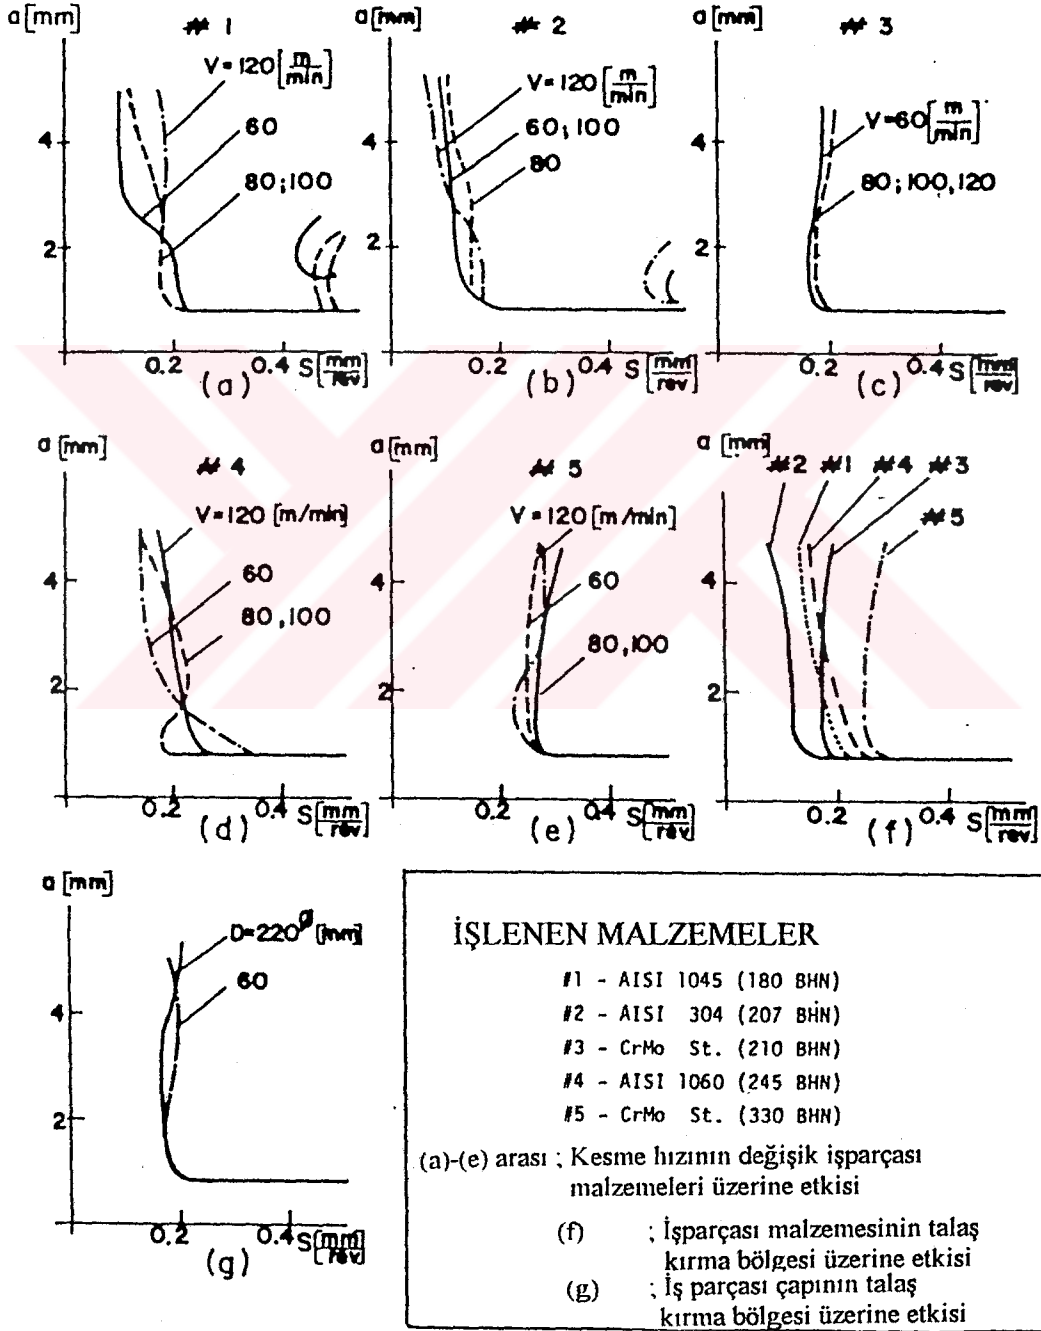 a [mm]
# 1
V=120 [m/min]
60
80;100
4
2
0.2
0.4
S [mm/rev]
(a)
a [mm]
# 2
V=120 [m/min]
60;100
80
4
2
0.2
0.4
S [mm/rev]
(b)
a [mm]
# 3
V=60 [m/min]
80;100,120
4
2
0.2
0.4
S [mm/rev]
(c)
a [mm]
# 4
V=120 [m/min]
60
80,100
4
2
0.2
0.4
S [mm/rev]
(d)
a [mm]
# 5
V=120 [m/min]
60
80,100
4
2
0.2
0.4
S [mm/rev]
(e)
a [mm]
#2 #1 #4 #3
#5
4
2
0.2
0.4
S [mm/rev]
(f)
a [mm]
D=220ø [mm]
60
4
2
0.2
0.4
S [mm/rev]
(g)
İŞLENEN MALZEMELER
#1 - AISI 1045 (180 BHN)
#2 - AISI 304 (207 BHN)
#3 - CrMo St. (210 BHN)
#4 - AISI 1060 (245 BHN)
#5 - CrMo St. (330 BHN)
(a)-(e) arası ; Kesme hızının değişik işparçası
malzemeleri üzerine etkisi
(f) ; İşparçası malzemesinin talaş
kırma bölgesi üzerine etkisi
(g) ; İş parçası çapının talaş
kırma bölgesi üzerine etkisi